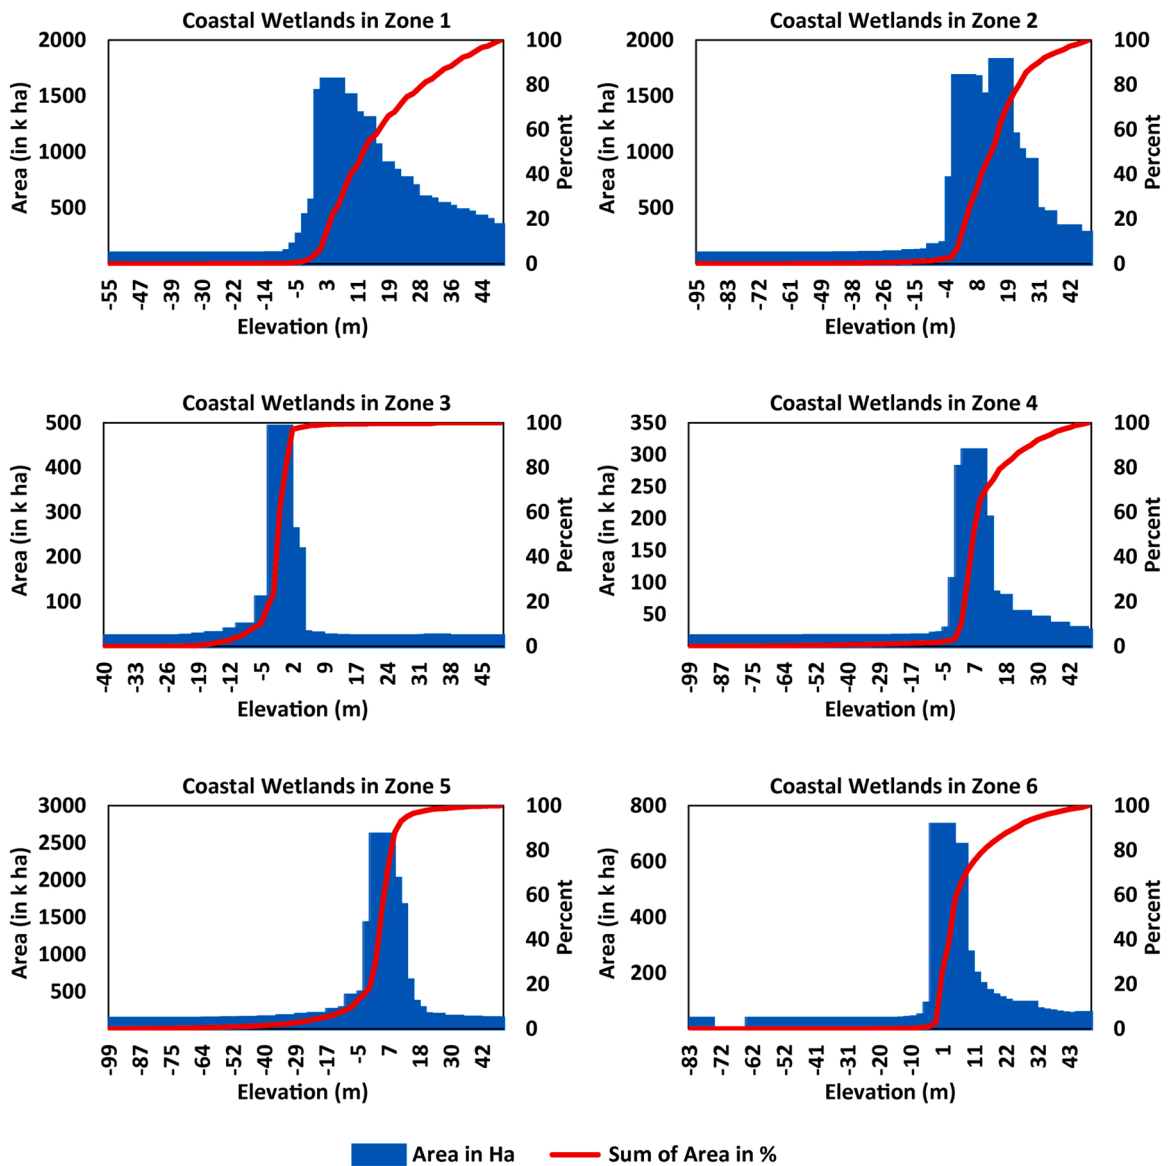 Coastal Wetlands in Zone 1
2000
1500
1000
500
Area (in k ha)
100
80
60
40
20
0
Percent
-55 -47 -39 -30 -22 -14 -5 3 11 19 28 36 44
Elevation (m)
Coastal Wetlands in Zone 2
2000
1500
1000
500
Area (in k ha)
100
80
60
40
20
0
Percent
-95 -83 -72 -61 -49 -38 -26 -15 -4 8 19 31 42
Elevation (m)
Coastal Wetlands in Zone 3
500
400
300
200
100
Area (in k ha)
100
80
60
40
20
0
Percent
-40 -33 -26 -19 -12 -5 2 9 17 24 31 38 45
Elevation (m)
Coastal Wetlands in Zone 4
350
300
250
200
150
100
50
Area (in k ha)
100
80
60
40
20
0
Percent
-99 -87 -75 -64 -52 -40 -29 -17 -5 7 18 30 42
Elevation (m)
Coastal Wetlands in Zone 5
3000
2500
2000
1500
1000
500
Area (in k ha)
100
80
60
40
20
0
Percent
-99 -87 -75 -64 -52 -40 -29 -17 -5 7 18 30 42
Elevation (m)
Coastal Wetlands in Zone 6
800
600
400
200
Area (in k ha)
100
80
60
40
20
0
Percent
-83 -72 -62 -52 -41 -31 -20 -10 1 11 22 32 43
Elevation (m)
Area in Ha
Sum of Area in %